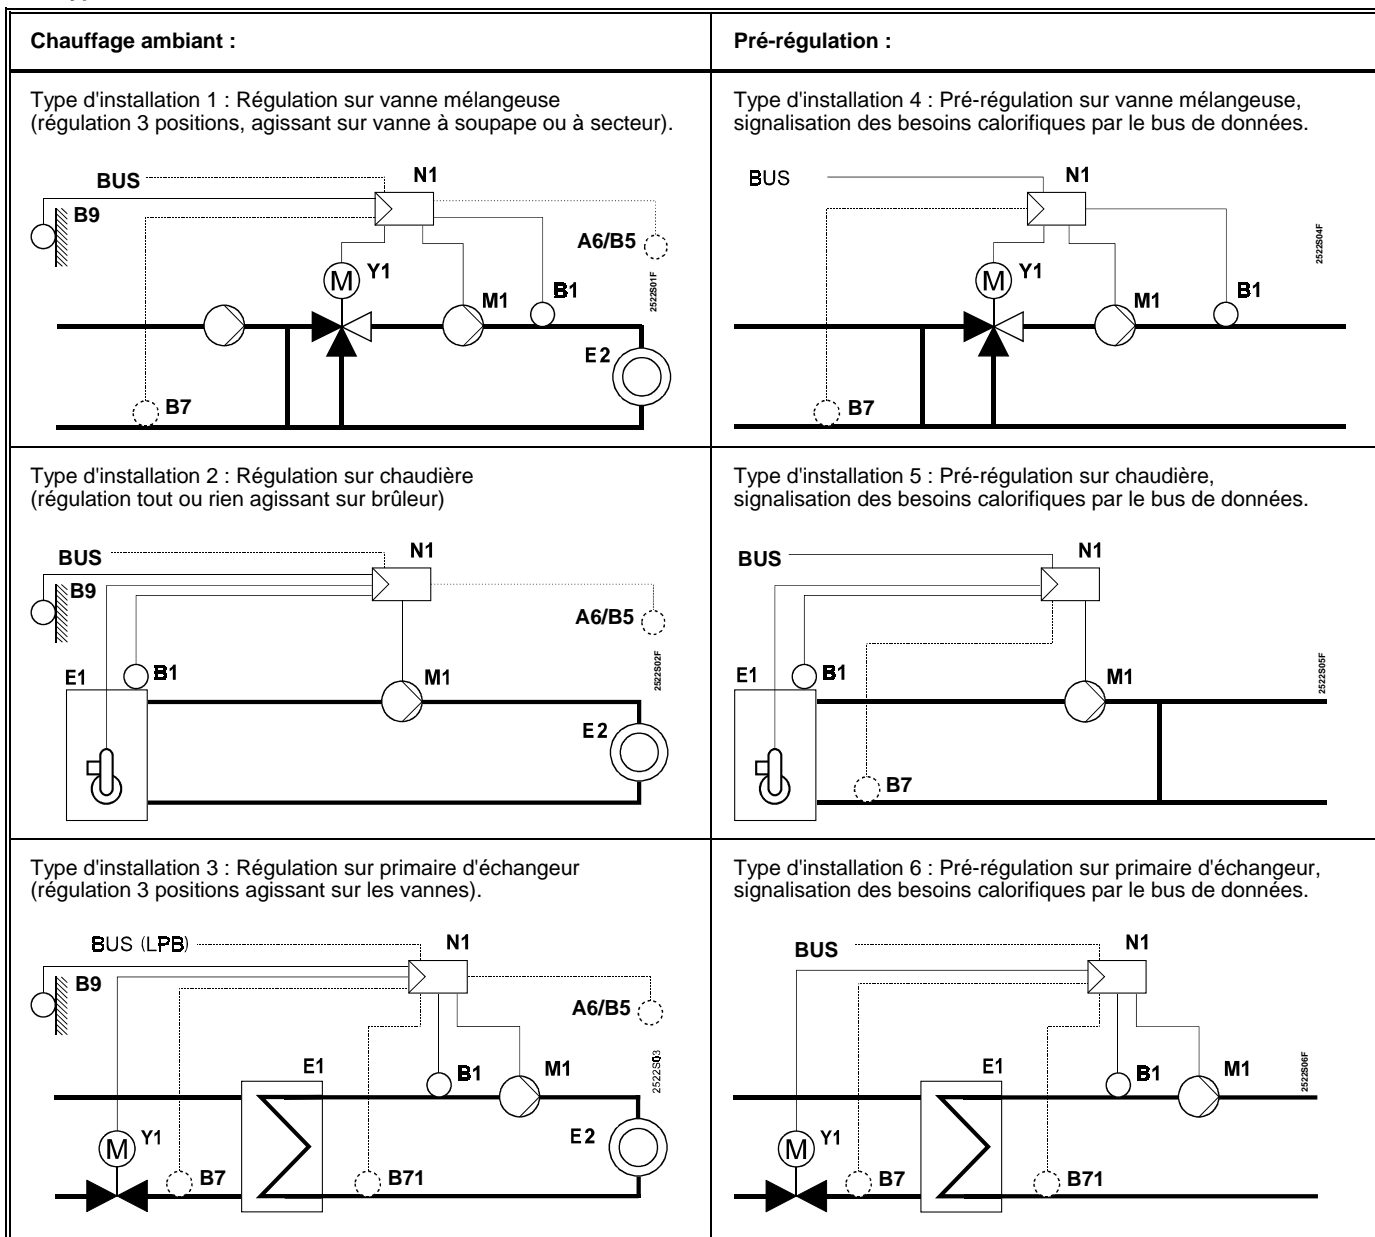 Chauffage ambiant :
Pré-régulation :
Type d'installation 1 : Régulation sur vanne mélangeuse
(régulation 3 positions, agissant sur vanne à soupape ou à secteur).
BUS
N1
B9
A6/B5
Y1
M
2522S01F
B1
M1
E2
B7
Type d'installation 4 : Pré-régulation sur vanne mélangeuse,
signalisation des besoins calorifiques par le bus de données.
BUS
N1
2522S04F
Y1
M
B1
M1
B7
Type d'installation 2 : Régulation sur chaudière
(régulation tout ou rien agissant sur brûleur)
BUS
N1
B9
A6/B5
2522S02F
E1
B1
M1
E2
Type d'installation 5 : Pré-régulation sur chaudière,
signalisation des besoins calorifiques par le bus de données.
BUS
N1
2522S05F
E1
B1
M1
B7
Type d'installation 3 : Régulation sur primaire d'échangeur
(régulation 3 positions agissant sur les vannes).
BUS (LPB)
N1
B9
A6/B5
2522S03
E1
B1
M1
Y1
M
E2
B7
B71
Type d'installation 6 : Pré-régulation sur primaire d'échangeur,
signalisation des besoins calorifiques par le bus de données.
BUS
N1
2522S06F
E1
B1
M1
Y1
M
B7
B71